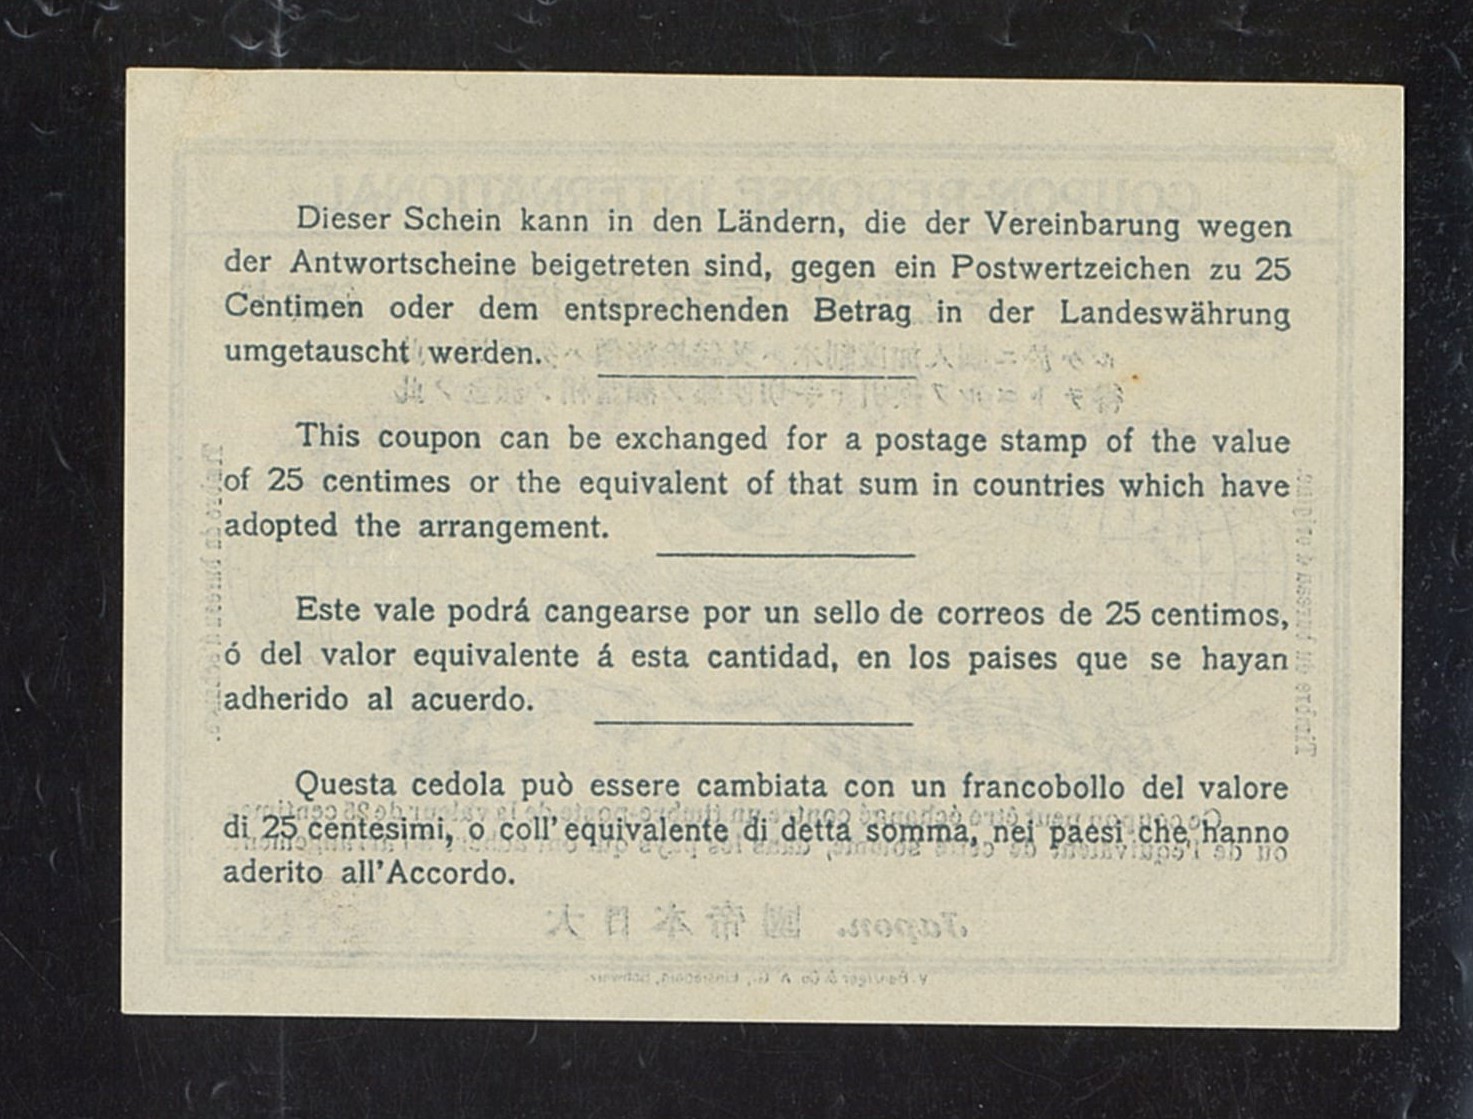 Dieser Schein kann in den Ländern, die der Vereinbarung wegen
der Antwortscheine beigetreten sind, gegen ein Postwertzeichen zu 25
Centimen oder dem entsprechenden Betrag in der Landeswährung
umgetauscht werden.
This coupon can be exchanged for a postage stamp of the value
of 25 centimes or the equivalent of that sum in countries which have
adopted the arrangement.
Este vale podrá cangearse por un sello de correos de 25 centimos,
ó del valor equivalente á esta cantidad, en los paises que se hayan
adherido al acuerdo.
Questa cedola può essere cambiata con un francobollo del valore
di 25 centesimi, o coll'equivalente di detta somma, nei paesi che hanno
aderito all'Accordo.